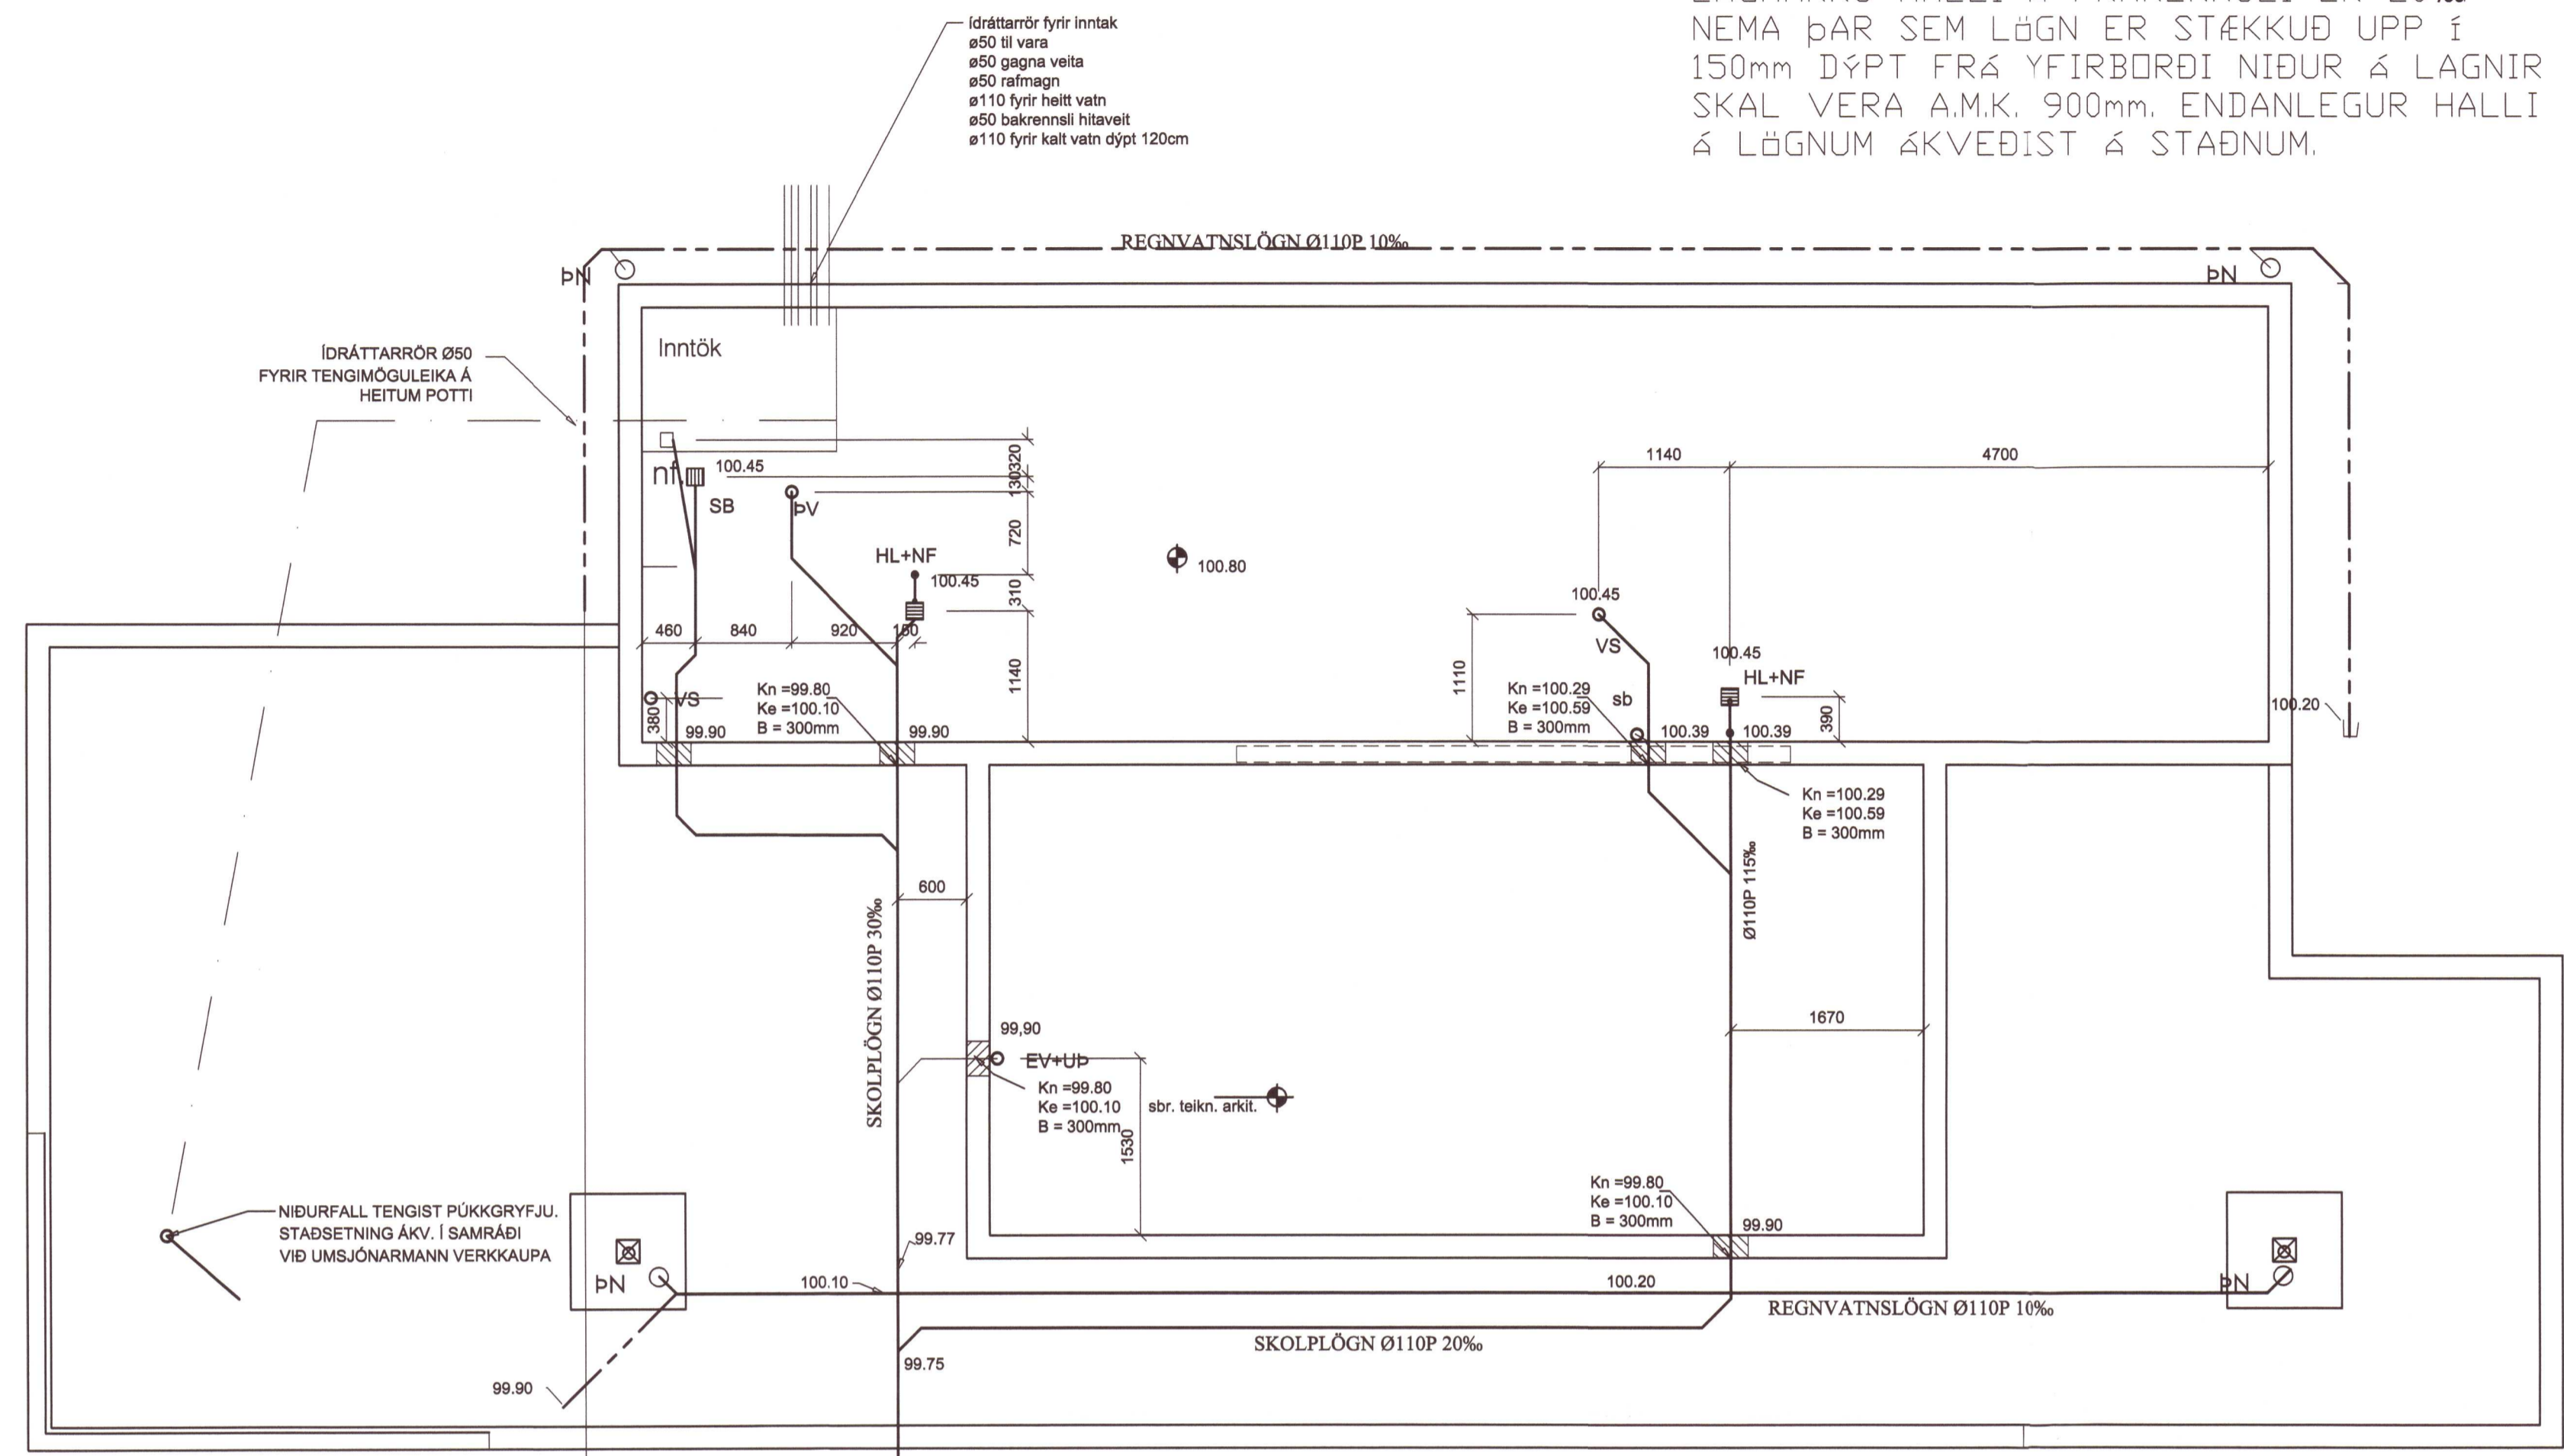 ídráttarrör fyrir inntak
ø50 til vara
ø50 gagna veita
ø50 rafmagn
ø110 fyrir heitt vatn
ø50 bakrennsli hitaveit
ø110 fyrir kalt vatn dýpt 120cm
NEMA ÞAR SEM LÖGN ER STÆKKUÐ UPP Í
150mm DÝPT FRÁ YFIRBORÐI NIÐUR Á LAGNIR
SKAL VERA A.M.K. 900mm. ENDANLEGUR HALLI
Á LÖGNUM ÁKVEÐIST Á STAÐNUM.
REGNVATNSLÖGN Ø110P 10‰
ÞN
ÞN
Inntök
ÍDRÁTTARRÖR Ø50
FYRIR TENGIMÖGULEIKA Á
HEITUM POTTI
nf.
100.45
SB
ÞV
320
130
720
310
1140
HL+NF
100.45
100.80
1140
4700
100.45
VS
1110
100.45
HL+NF
390
100.20
460
840
920
150
VS
380
99.90
Kn =99.80
Ke =100.10
B = 300mm
99.90
Kn =100.29
Ke =100.59
B = 300mm
sb
100.39
100.39
Kn =100.29
Ke =100.59
B = 300mm
Ø110P 115‰
600
SKOLPLÖGN Ø110P 30‰
1670
99,90
EV+UÞ
Kn =99.80
Ke =100.10
B = 300mm
1530
sbr. teikn. arkit.
Kn =99.80
Ke =100.10
B = 300mm
99.90
NIÐURFALL TENGIST PÚKKGRYFJU.
STAÐSETNING ÁKV. Í SAMRÁÐI
VIÐ UMSJÓNARMANN VERKKAUPA
99.77
ÞN
100.10
100.20
ÞN
REGNVATNSLÖGN Ø110P 10‰
SKOLPLÖGN Ø110P 20‰
99.75
99.90